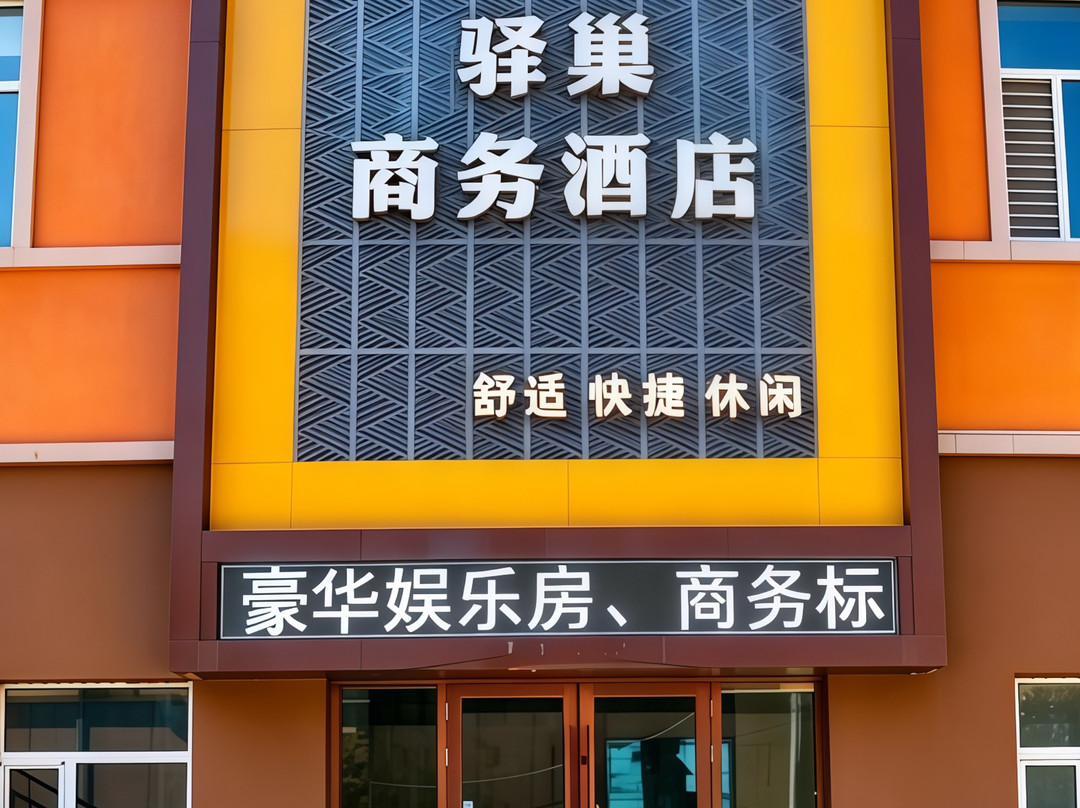 驿巢
商务酒店
舒适 快捷 休闲
豪华娱乐房、商务标